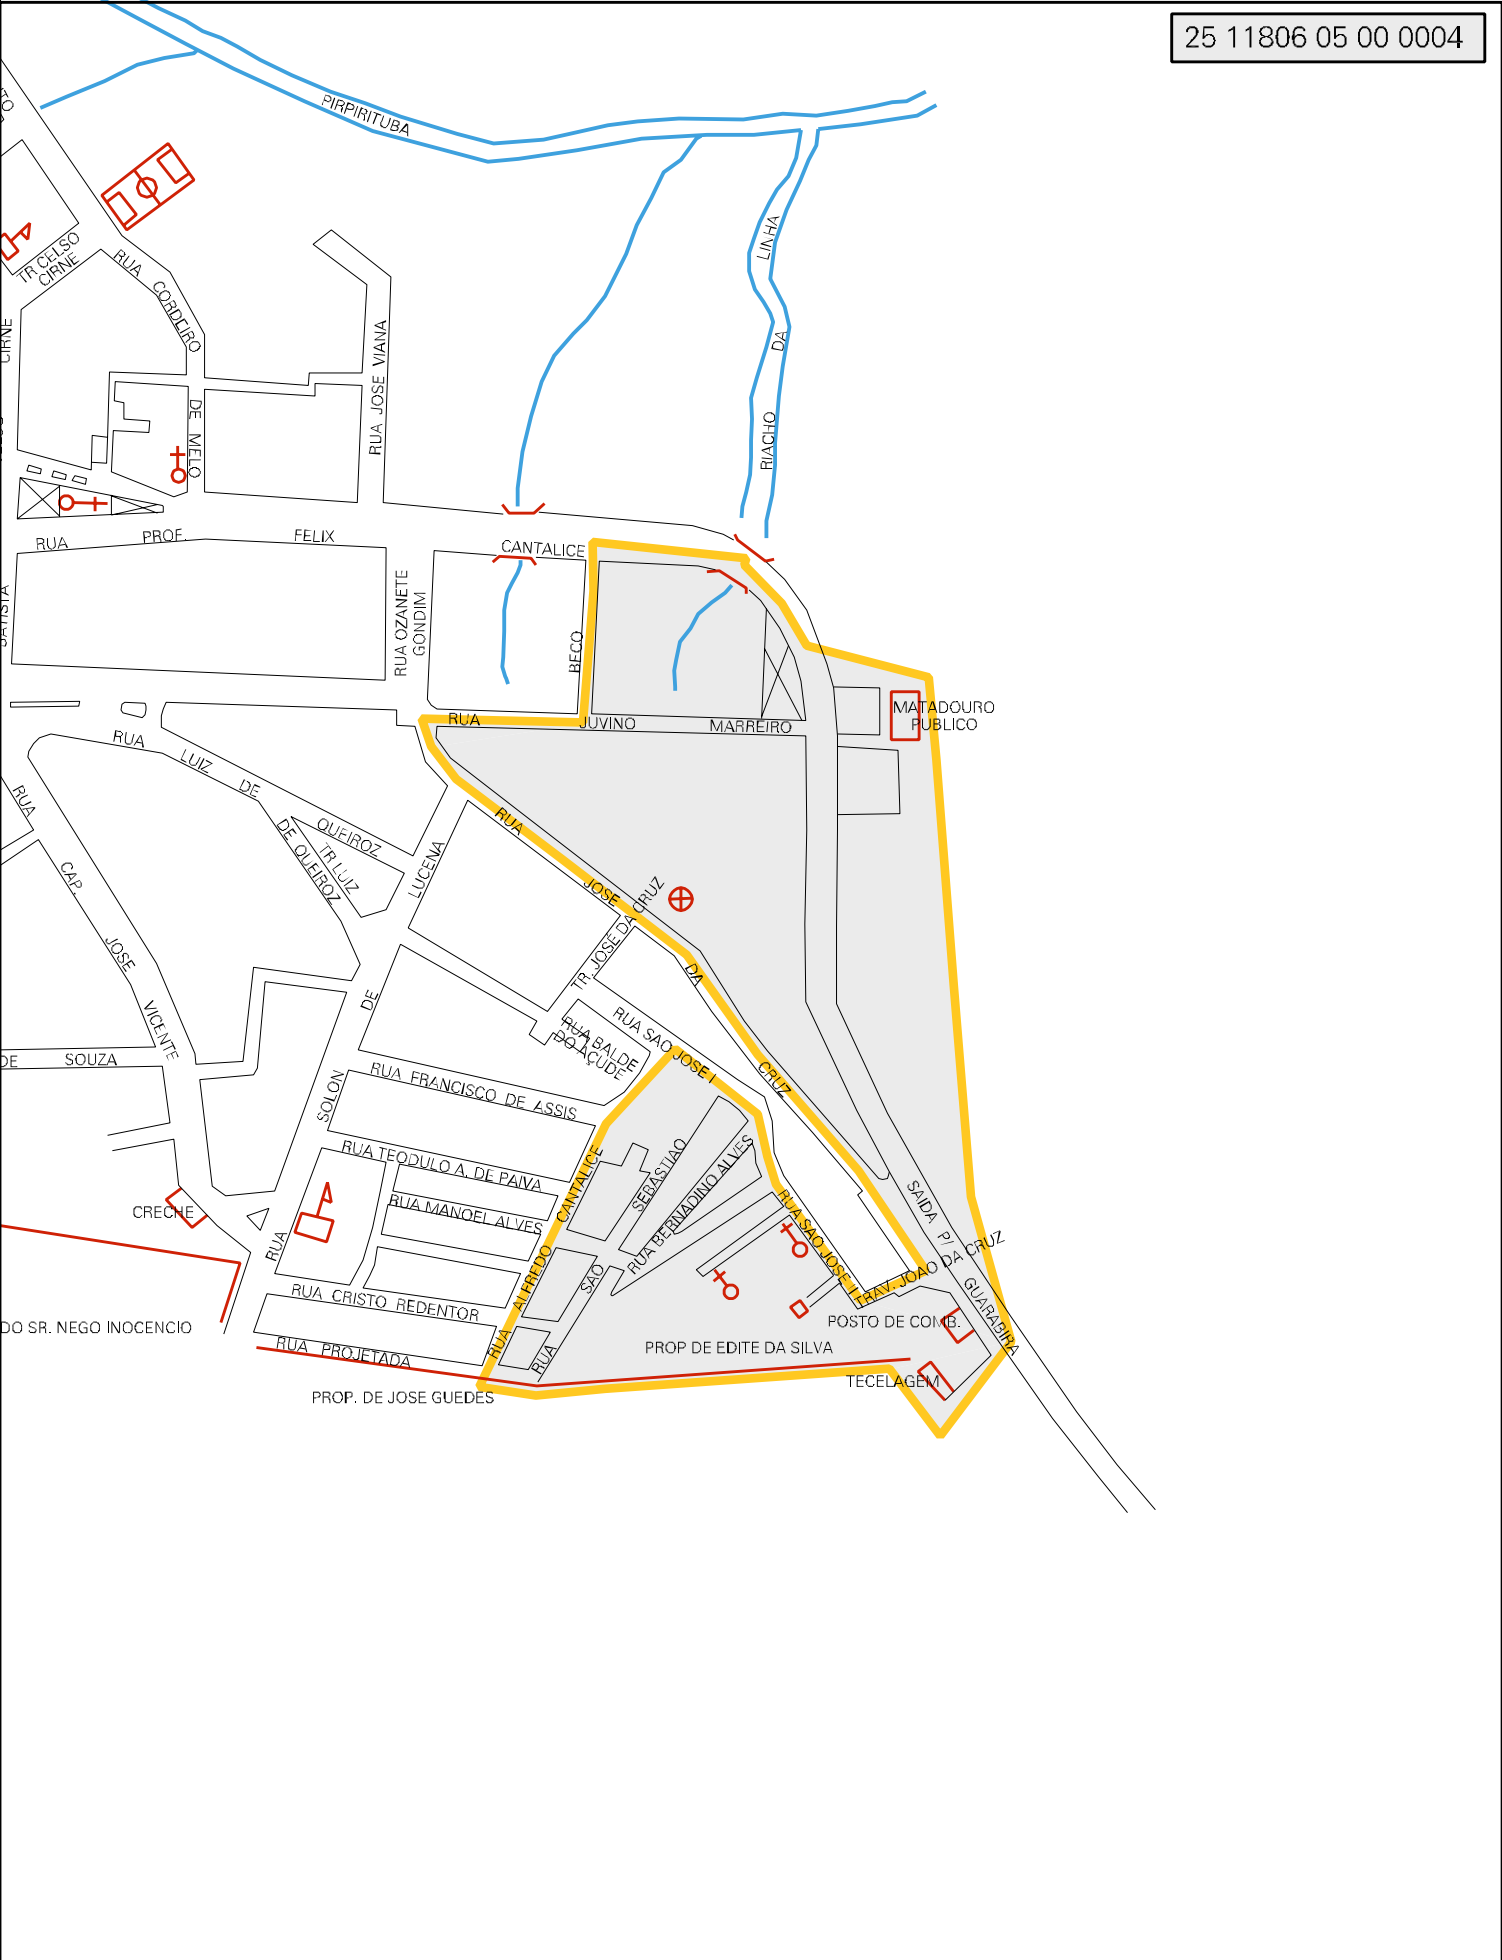 25 11806 05 00 0004
PIRPIRITUBA
LINHA
DA
RIACHO
TR CELSO
CIRNE
RUA
CORDEIRO
DE MELO
CIRNE
RUA JOSE VIANA
RUA PROF. FELIX CANTALICE
RUA OZANETE
GONDIM
BECO
BATISTA
RUA JUVINO MARREIRO
MATADOURO
PUBLICO
RUA LUIZ DE QUEIROZ
TR LUIZ
DE QUEIROZ
RUA CAP. JOSE VICENTE
DE SOUZA
RUA SOLON DE LUCENA
RUA JOSE DA CRUZ
TR. JOSE DA CRUZ
RUA SAO JOSE I
RUA BALDE
DO AÇUDE
RUA FRANCISCO DE ASSIS
RUA TEODULO A. DE PAIVA
RUA MANOEL ALVES
RUA ALFREDO CANTALICE
RUA SAO SEBASTIAO
RUA BERNADINO ALVES
RUA SAO JOSE II
SAIDA P/ GUARABIRA
TRAV. JOAO DA CRUZ
CRECHE
RUA CRISTO REDENTOR
RUA PROJETADA
DO SR. NEGO INOCENCIO
POSTO DE COMB.
PROP DE EDITE DA SILVA
TECELAGEM
PROP. DE JOSE GUEDES